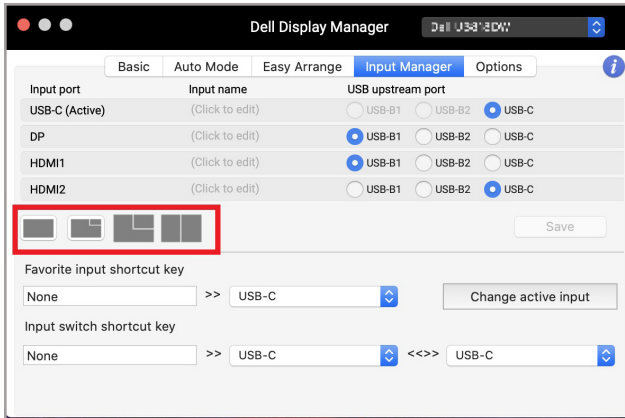 Dell Display Manager
Basic Auto Mode Easy Arrange Input Manager Options i
Input port Input name USB upstream port
USB-C (Active) (Click to edit) USB-B1 USB-B2 USB-C
DP (Click to edit) USB-B1 USB-B2 USB-C
HDMI1 (Click to edit) USB-B1 USB-B2 USB-C
HDMI2 (Click to edit) USB-B1 USB-B2 USB-C
Save
Favorite input shortcut key
None >> USB-C Change active input
Input switch shortcut key
None >> USB-C <<>> USB-C